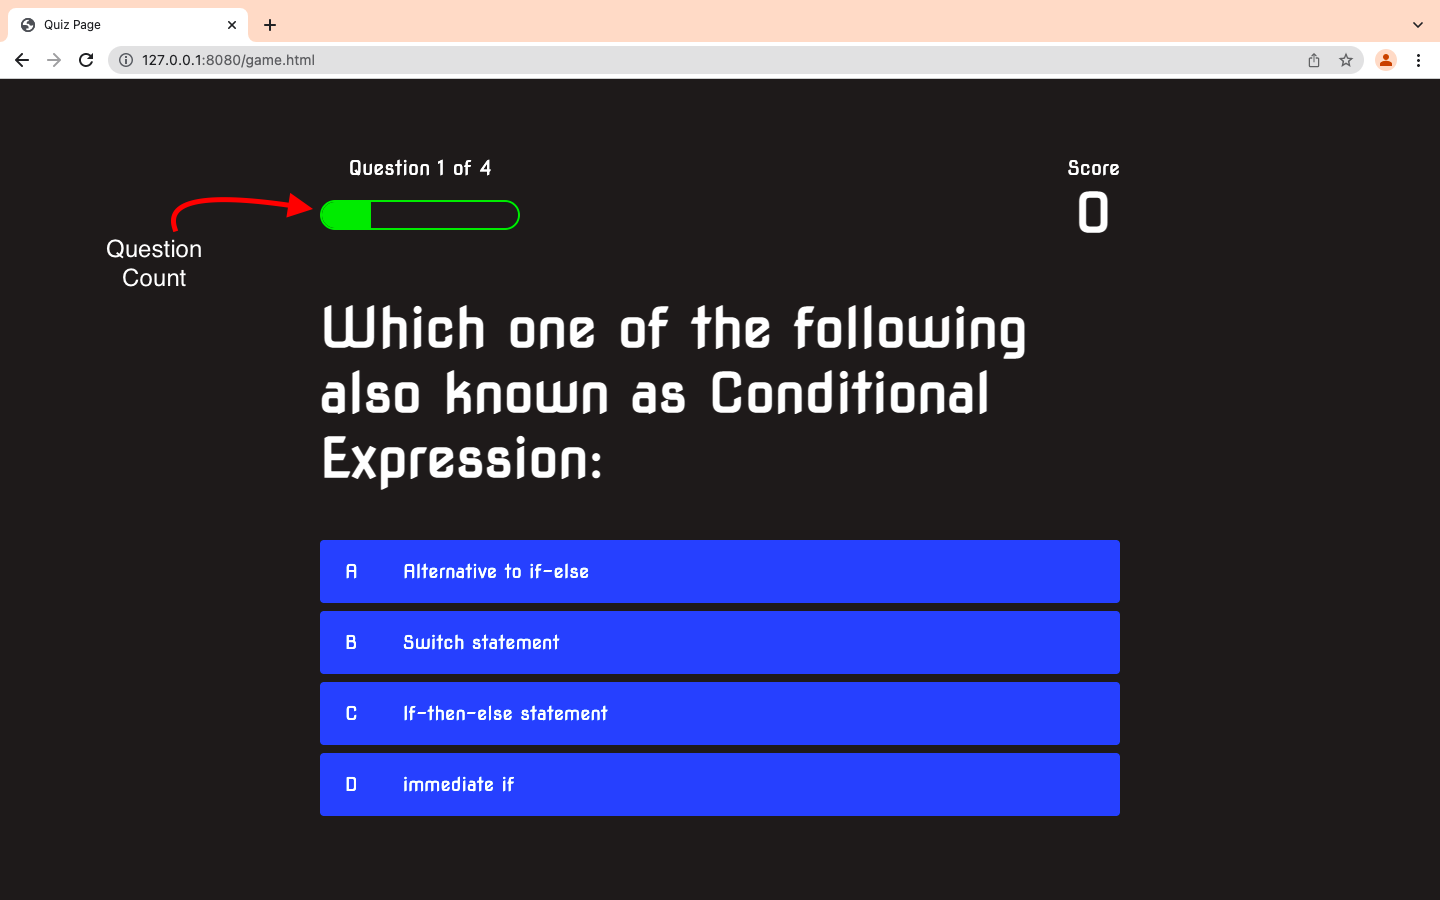 Quiz Page
127.0.0.1:8080/game.html
Question 1 of 4
Score
0
Question
Count
Which one of the following
also known as Conditional
Expression:
A Alternative to if-else
B Switch statement
C If-then-else statement
D immediate if